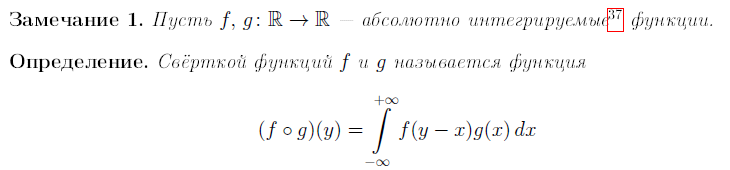 Замечание 1. Пусть f, g: ℝ → ℝ — абсолютно интегрируемые³⁷ функции.
Определение. Свёрткой функций f и g называется функция
(f ∘ g)(y) = ∫_{−∞}^{+∞} f(y − x)g(x) dx